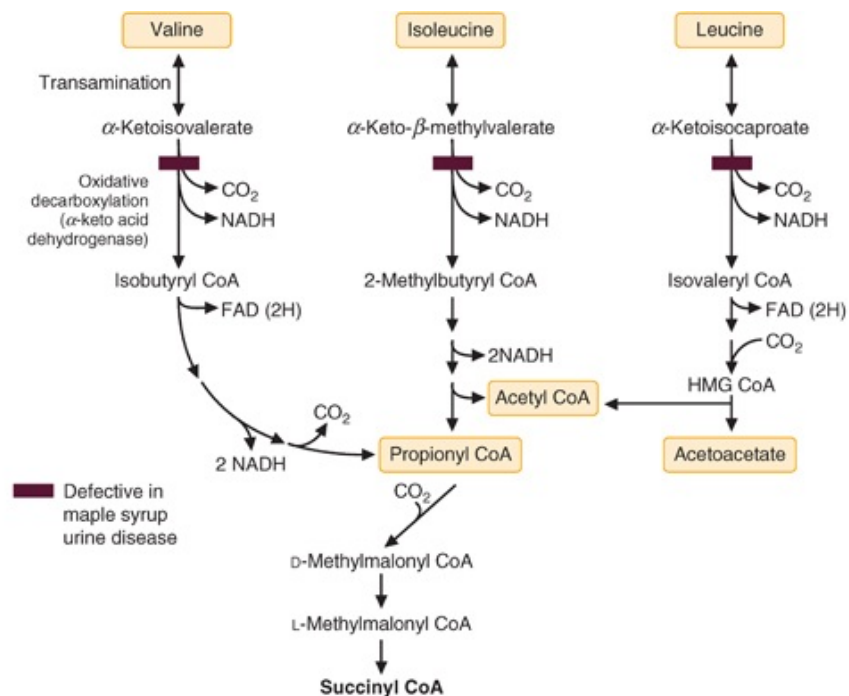 Valine
Isoleucine
Leucine
Transamination
α-Ketoisovalerate
α-Keto-β-methylvalerate
α-Ketoisocaproate
Oxidative
decarboxylation
(α-keto acid
dehydrogenase)
CO₂
NADH
CO₂
NADH
CO₂
NADH
Isobutyryl CoA
2-Methylbutyryl CoA
Isovaleryl CoA
FAD (2H)
FAD (2H)
2NADH
CO₂
HMG CoA
Acetyl CoA
CO₂
2 NADH
Propionyl CoA
Acetoacetate
Defective in
maple syrup
urine disease
CO₂
D-Methylmalonyl CoA
L-Methylmalonyl CoA
Succinyl CoA